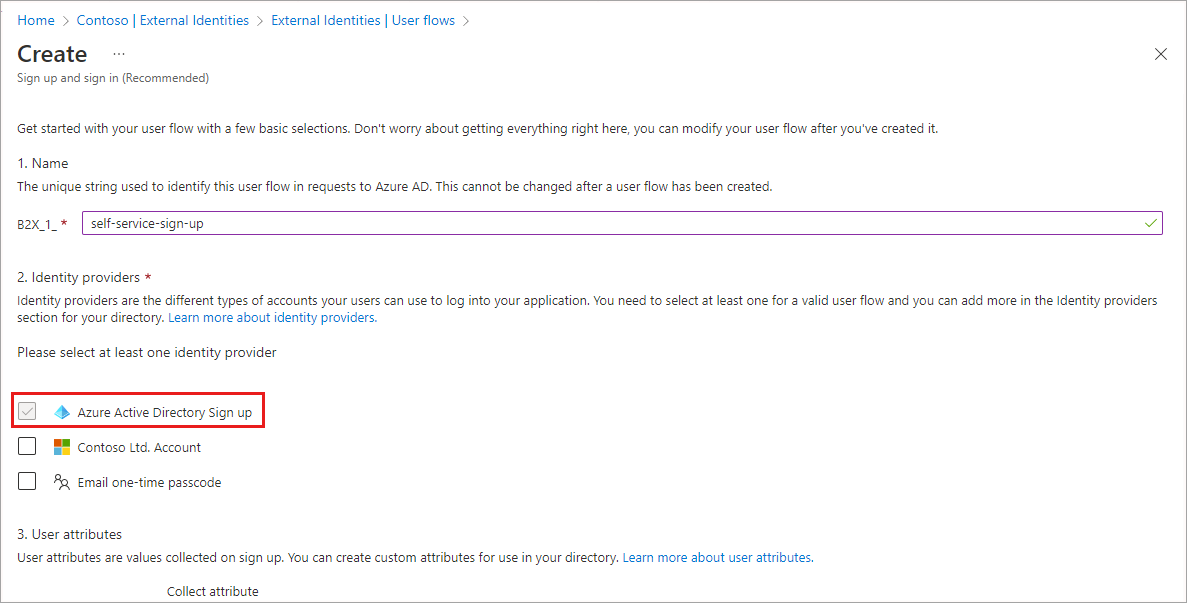 Home > Contoso | External Identities > External Identities | User flows >
Create ...
Sign up and sign in (Recommended)
Get started with your user flow with a few basic selections. Don't worry about getting everything right here, you can modify your user flow after you've created it.
1. Name
The unique string used to identify this user flow in requests to Azure AD. This cannot be changed after a user flow has been created.
B2X_1_ * self-service-sign-up
2. Identity providers *
Identity providers are the different types of accounts your users can use to log into your application. You need to select at least one for a valid user flow and you can add more in the Identity providers
section for your directory. Learn more about identity providers.
Please select at least one identity provider
Azure Active Directory Sign up
Contoso Ltd. Account
Email one-time passcode
3. User attributes
User attributes are values collected on sign up. You can create custom attributes for use in your directory. Learn more about user attributes.
Collect attribute